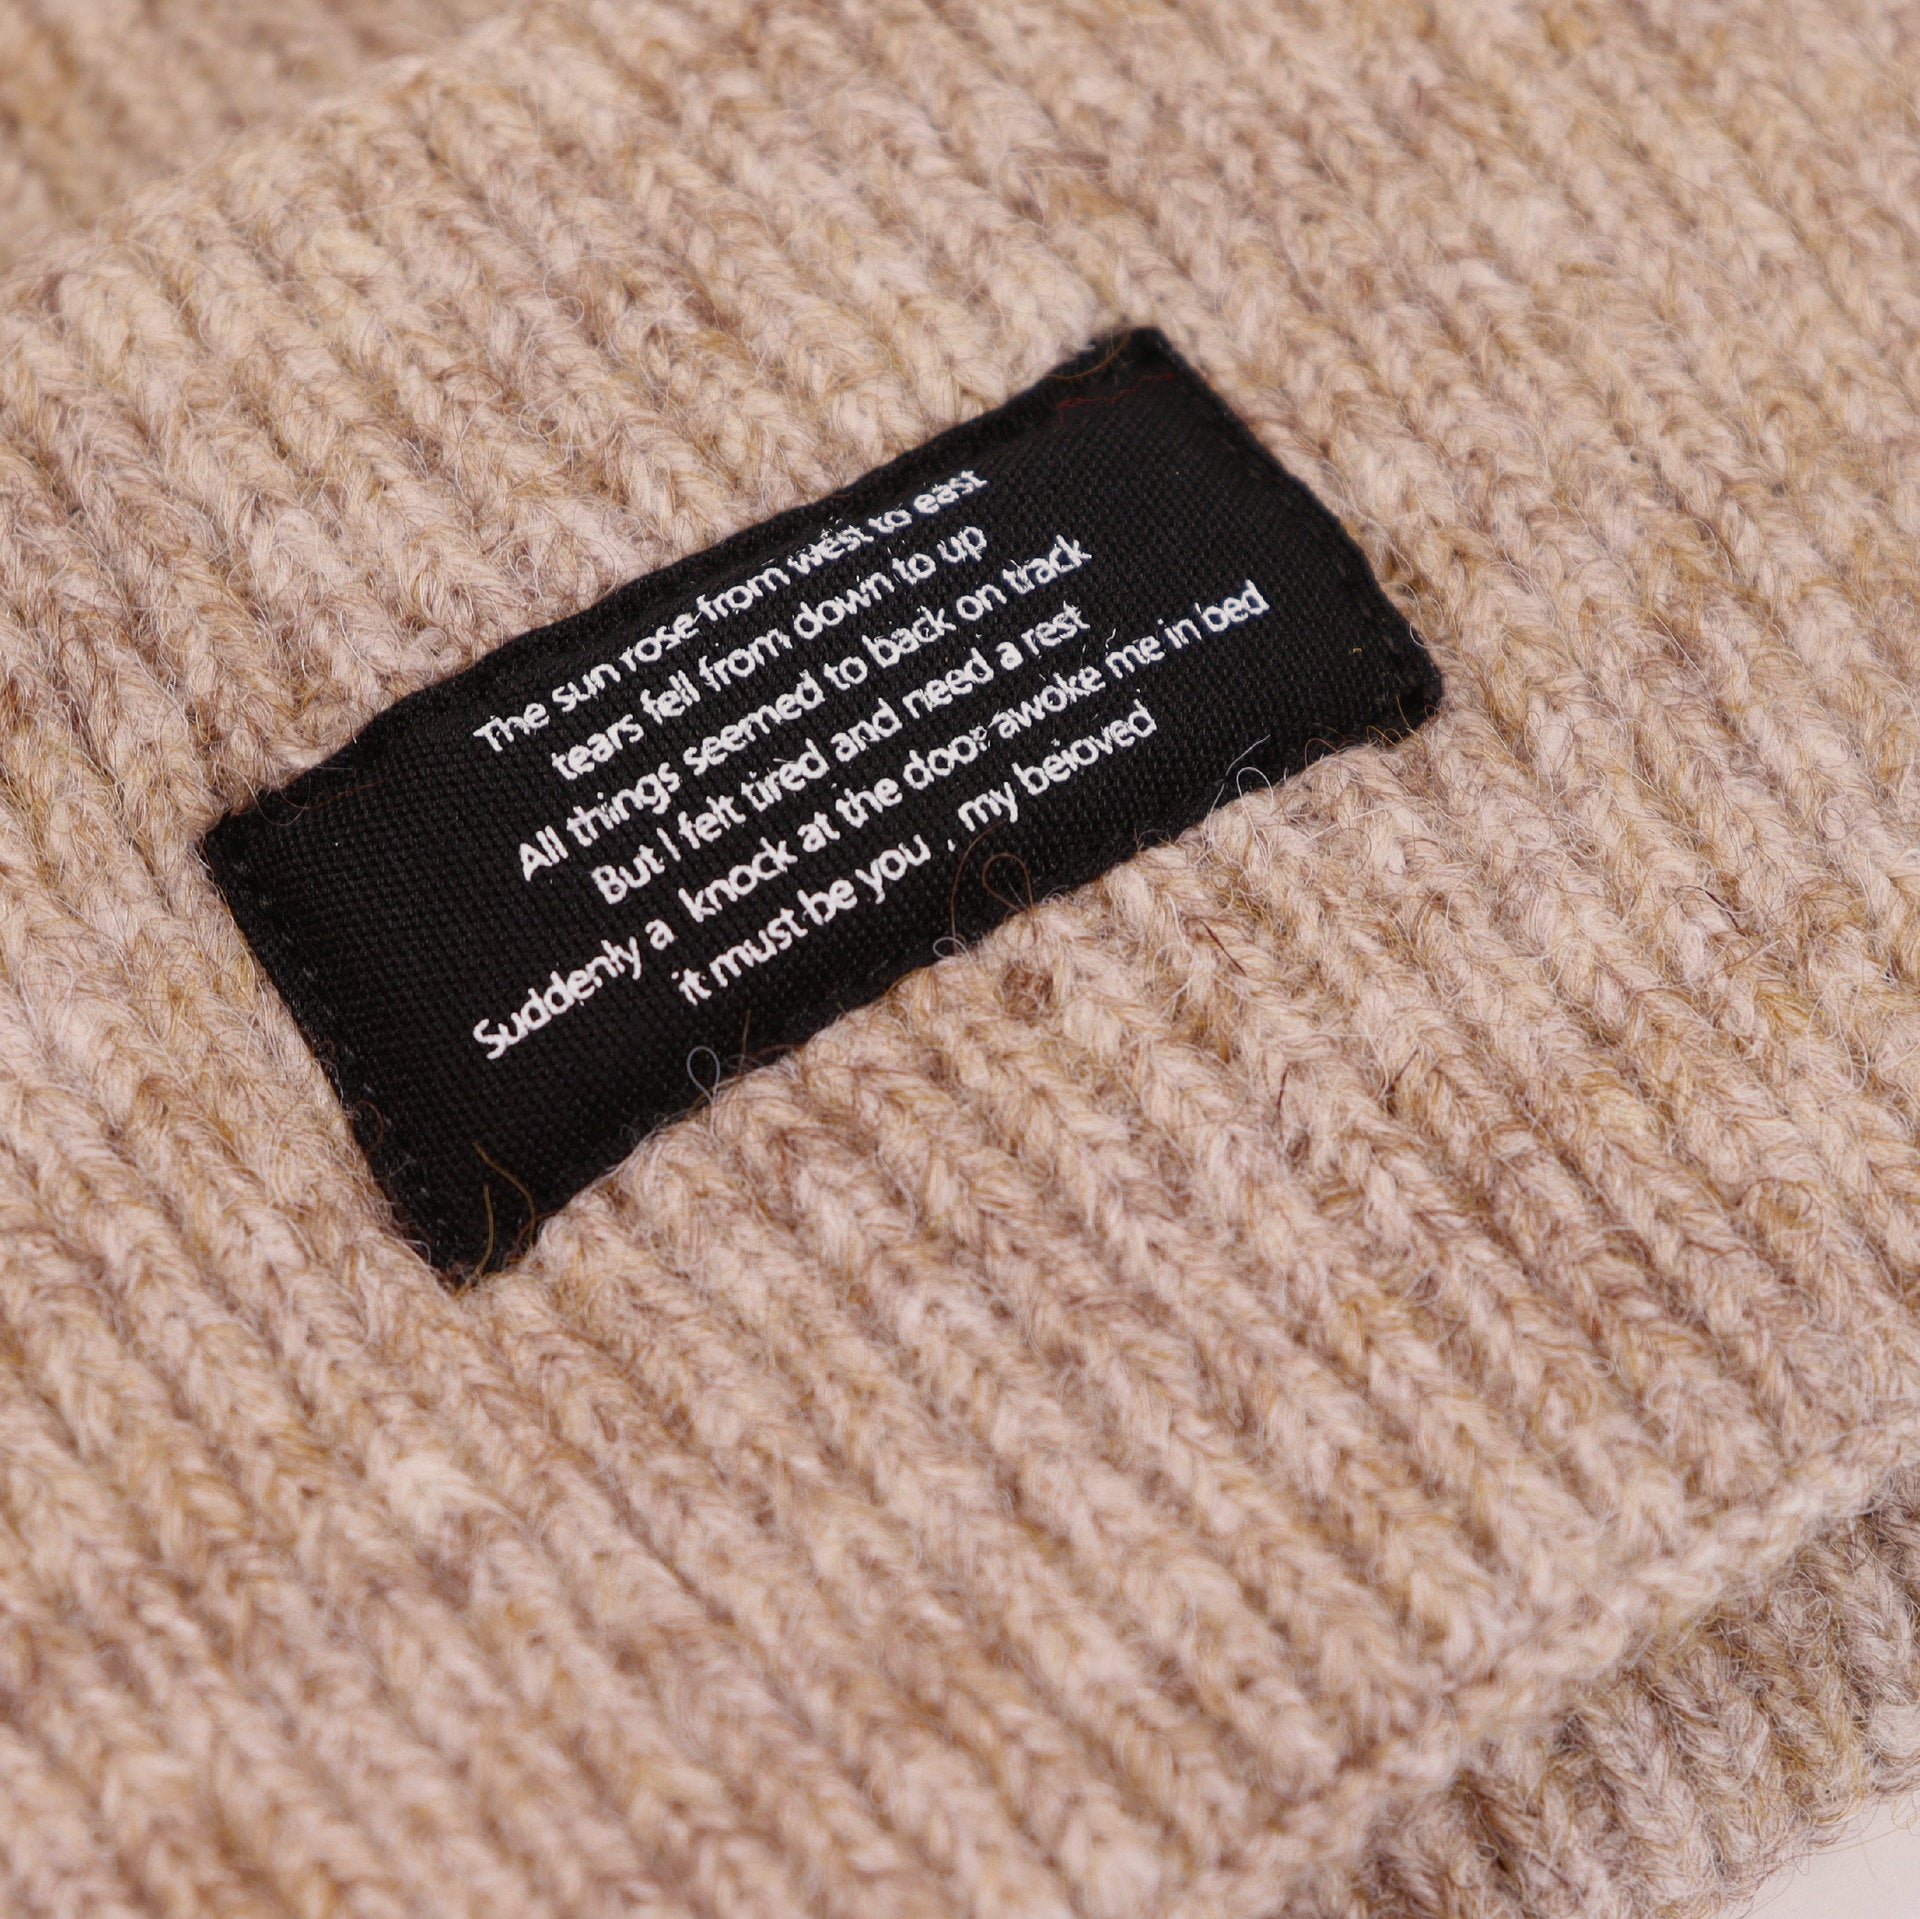 The sun rose from west to east
tears fell from down to up
All things seemed to back on track
But I felt tired and need a rest
Suddenly a knock at the door awoke me in bed
it must be you , my beloved